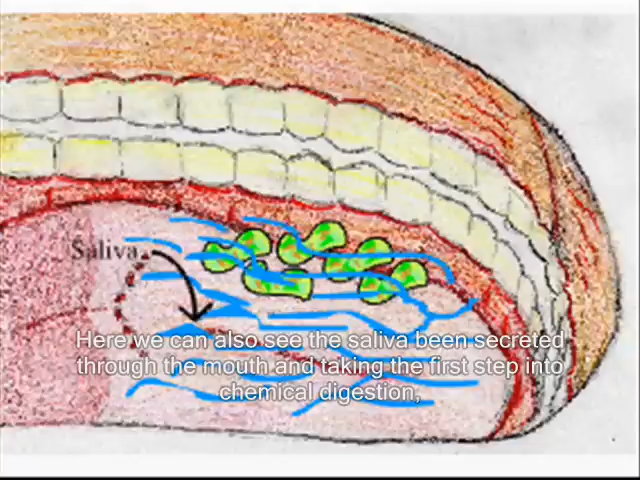 Saliva
Here we can also see the saliva been secreted
through the mouth and taking the first step into
chemical digestion,